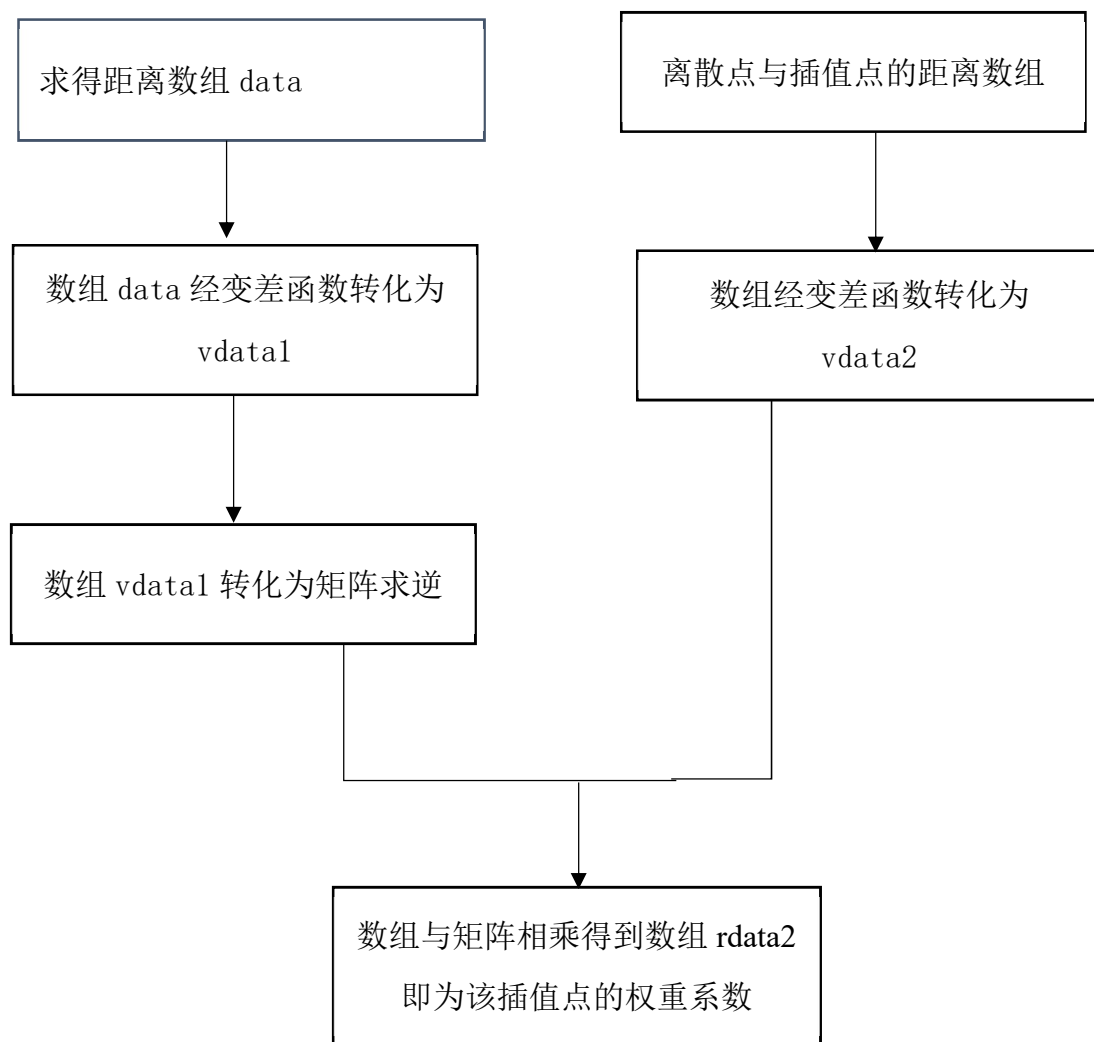 求得距离数组 data
离散点与插值点的距离数组
数组 data 经变差函数转化为
vdata1
数组经变差函数转化为
vdata2
数组 vdata1 转化为矩阵求逆
数组与矩阵相乘得到数组 rdata2
即为该插值点的权重系数